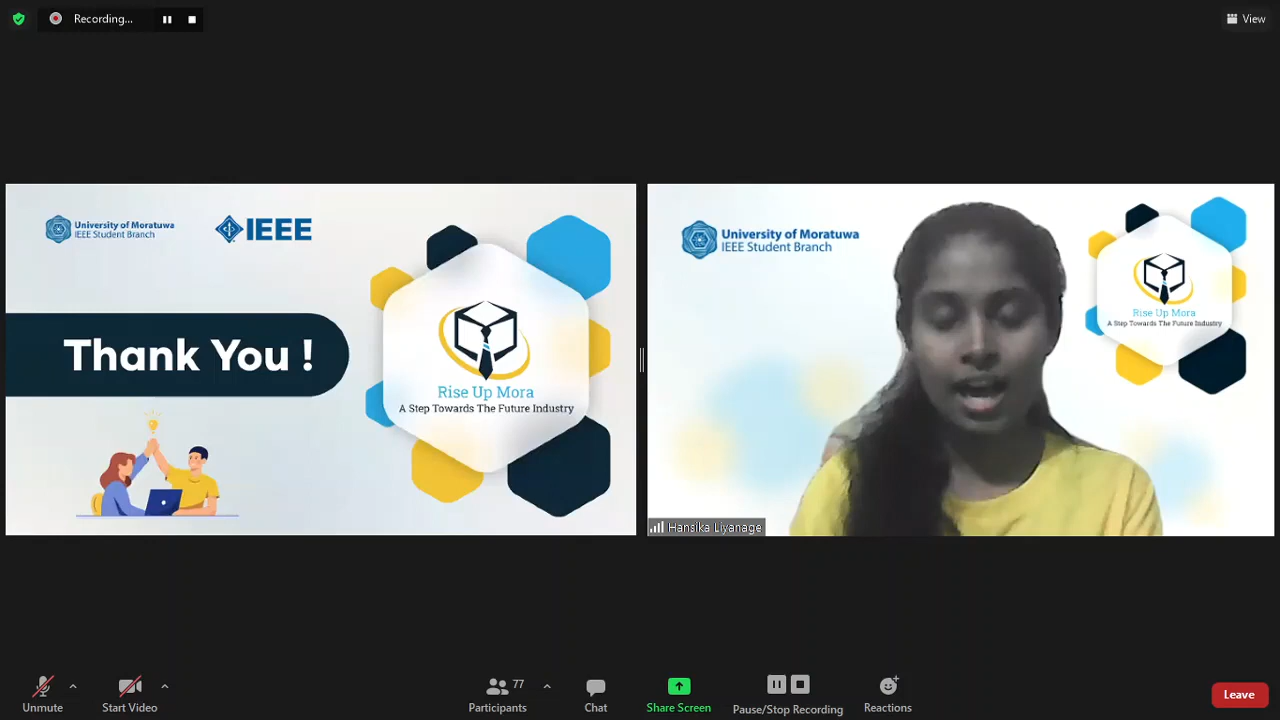 Recording...
View
University of Moratuwa
IEEE Student Branch
IEEE
Thank You !
Rise Up Mora
A Step Towards The Future Industry
University of Moratuwa
IEEE Student Branch
Rise Up Mora
A Step Towards The Future Industry
Hansika Liyanage
Unmute
Start Video
77
Participants
Chat
Share Screen
Pause/Stop Recording
Reactions
Leave